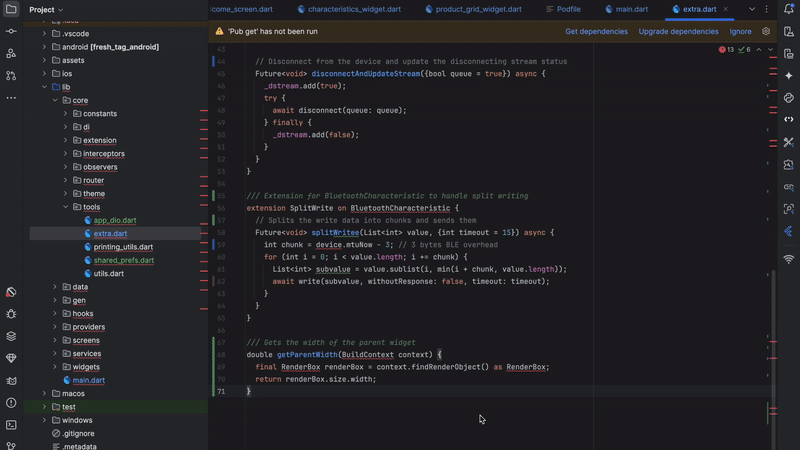 Project
come_screen.dart
characteristics_widget.dart
product_grid_widget.dart
Podfile
main.dart
extra.dart
'Pub get' has not been run
Get dependencies
Upgrade dependencies
Ignore
.vscode
android [fresh_tag_android]
assets
ios
lib
core
constants
di
extension
interceptors
observers
router
theme
tools
app_dio.dart
extra.dart
printing_utils.dart
shared_prefs.dart
utils.dart
data
gen
hooks
providers
screens
services
widgets
main.dart
macos
test
windows
.gitignore
.metadata
13
6
43
44 // Disconnect from the device and update the disconnecting stream status
45 Future<void> disconnectAndUpdateStream({bool queue = true}) async {
46 _dstream.add(true);
47 try {
48 await disconnect(queue: queue);
50 } finally {
51 _dstream.add(false);
51 }
52 }
53 }
54
55 /// Extension for BluetoothCharacteristic to handle split writing
56 extension SplitWrite on BluetoothCharacteristic {
57 // Splits the write data into chunks and sends them
58 Future<void> splitWritee(List<int> value, {int timeout = 15}) async {
59 int chunk = device.mtuNow - 3; // 3 bytes BLE overhead
60 for (int i = 0; i < value.length; i += chunk) {
61 List<int> subvalue = value.sublist(i, min(i + chunk, value.length));
62 await write(subvalue, withoutResponse: false, timeout: timeout);
63 }
64 }
65 }
66
67 /// Gets the width of the parent widget
68 double getParentWidth(BuildContext context) {
69 final RenderBox renderBox = context.findRenderObject() as RenderBox;
70 return renderBox.size.width;
71 }